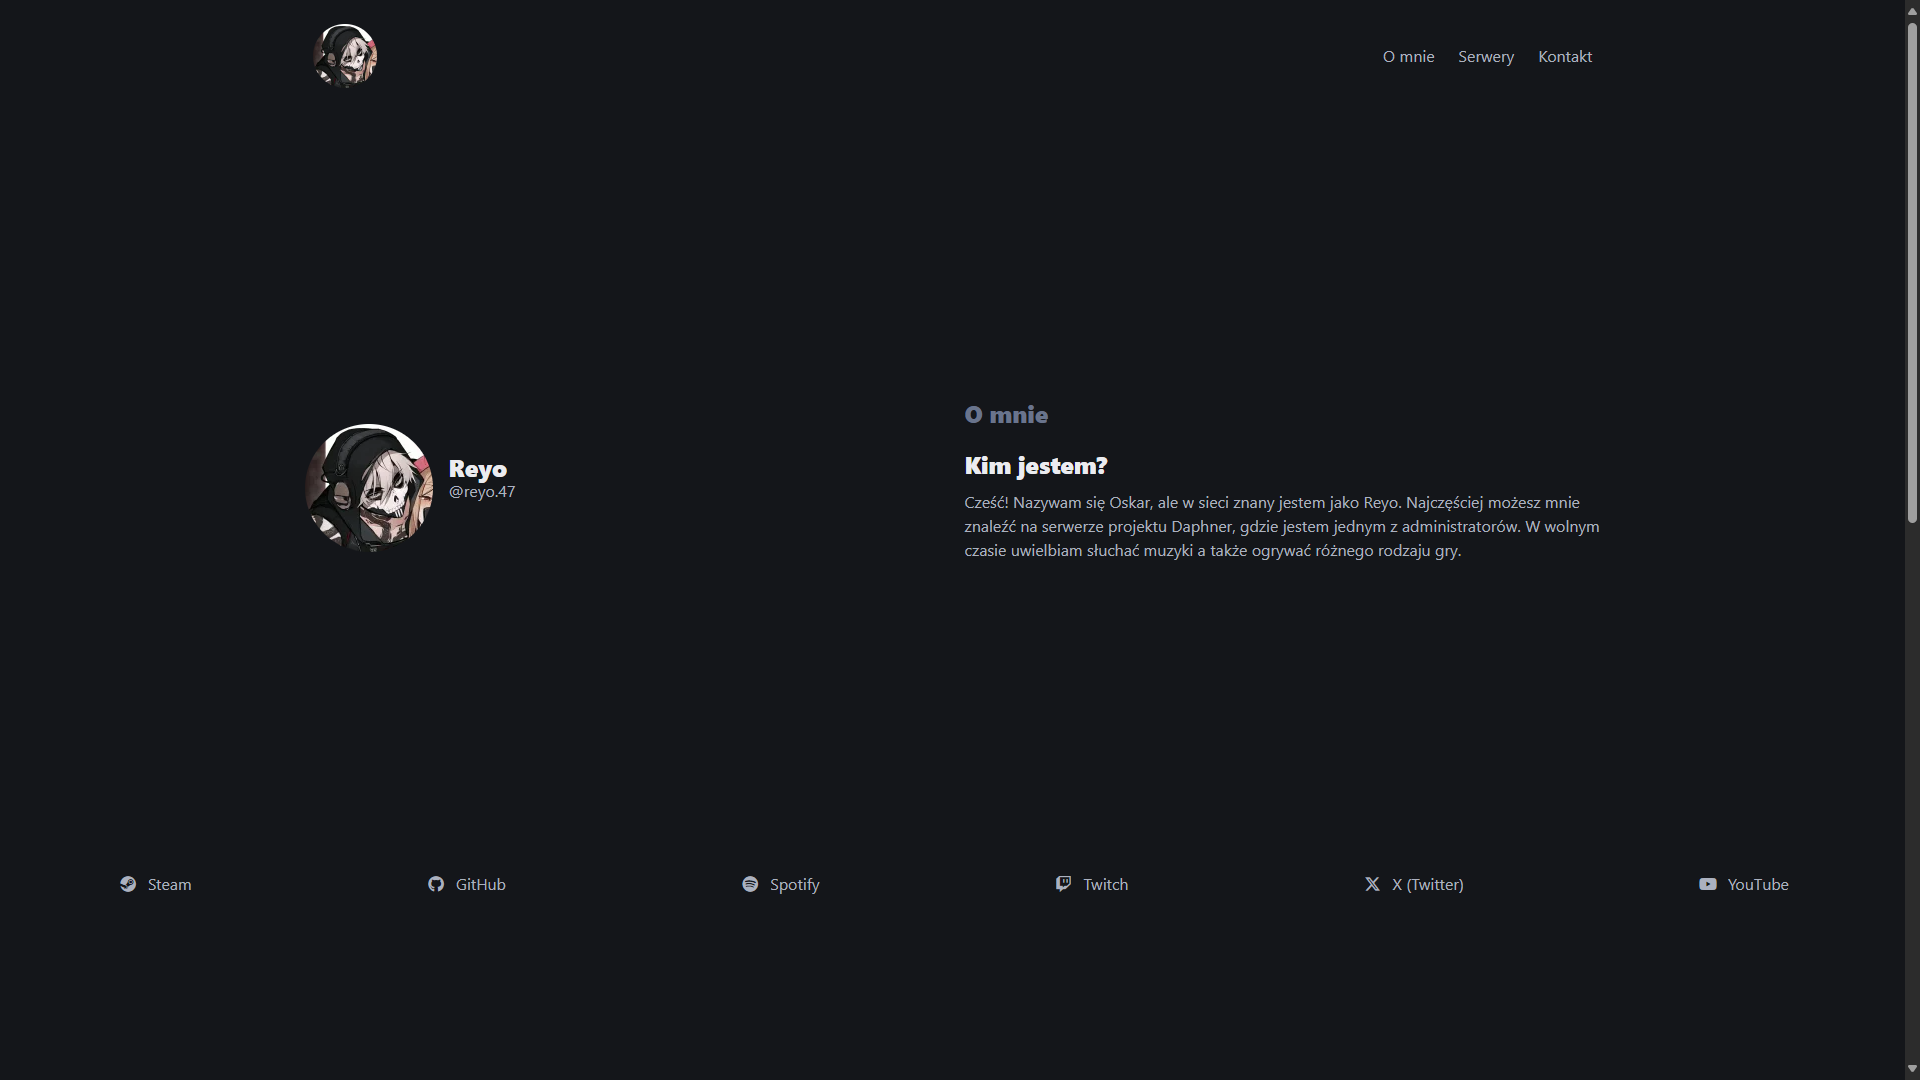 O mnie Serwery Kontakt
Reyo
@reyo.47
O mnie
Kim jestem?
Cześć! Nazywam się Oskar, ale w sieci znany jestem jako Reyo. Najczęściej możesz mnie
znaleźć na serwerze projektu Daphner, gdzie jestem jednym z administratorów. W wolnym
czasie uwielbiam słuchać muzyki a także ogrywać różnego rodzaju gry.
Steam GitHub Spotify Twitch X (Twitter) YouTube